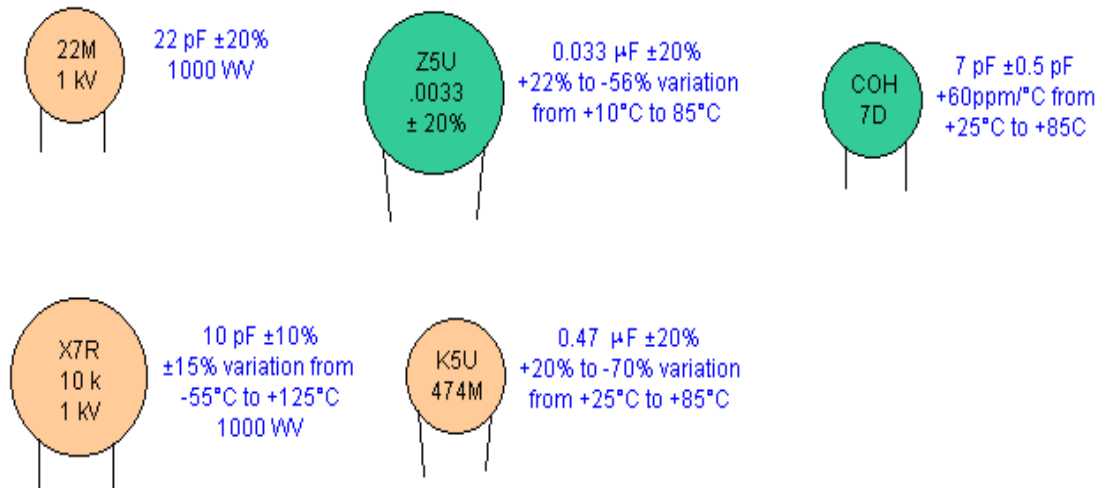 22M
1 kV
22 pF ±20%
1000 WV
Z5U
.0033
± 20%
0.033 µF ±20%
+22% to -56% variation
from +10°C to 85°C
COH
7D
7 pF ±0.5 pF
+60ppm/°C from
+25°C to +85C
X7R
10 k
1 kV
10 pF ±10%
±15% variation from
-55°C to +125°C
1000 WV
K5U
474M
0.47 µF ±20%
+20% to -70% variation
from +25°C to +85°C